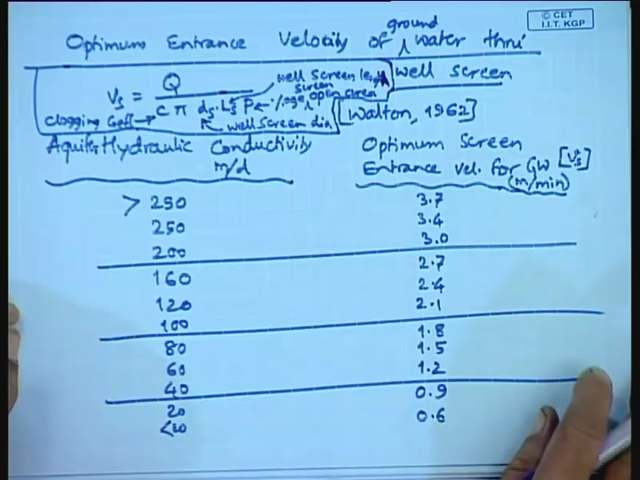 © CET
I.I.T. KGP
ground
Optimum Entrance Velocity of ∧ water thru'
well screen
Vs = Q / C π ds Ls P
well screen length
screen
%age ∧ open area
clogging Coeff →
well screen dia
[Walton, 1962]
Aquifer Hydraulic Conductivity
m/d
Optimum Screen
Entrance vel. for GW [Vs]
(m/min)
> 250 3.7
250 3.4
200 3.0
160 2.7
120 2.4
100 2.1
80 1.8
60 1.5
40 1.2
20 0.9
<20 0.6